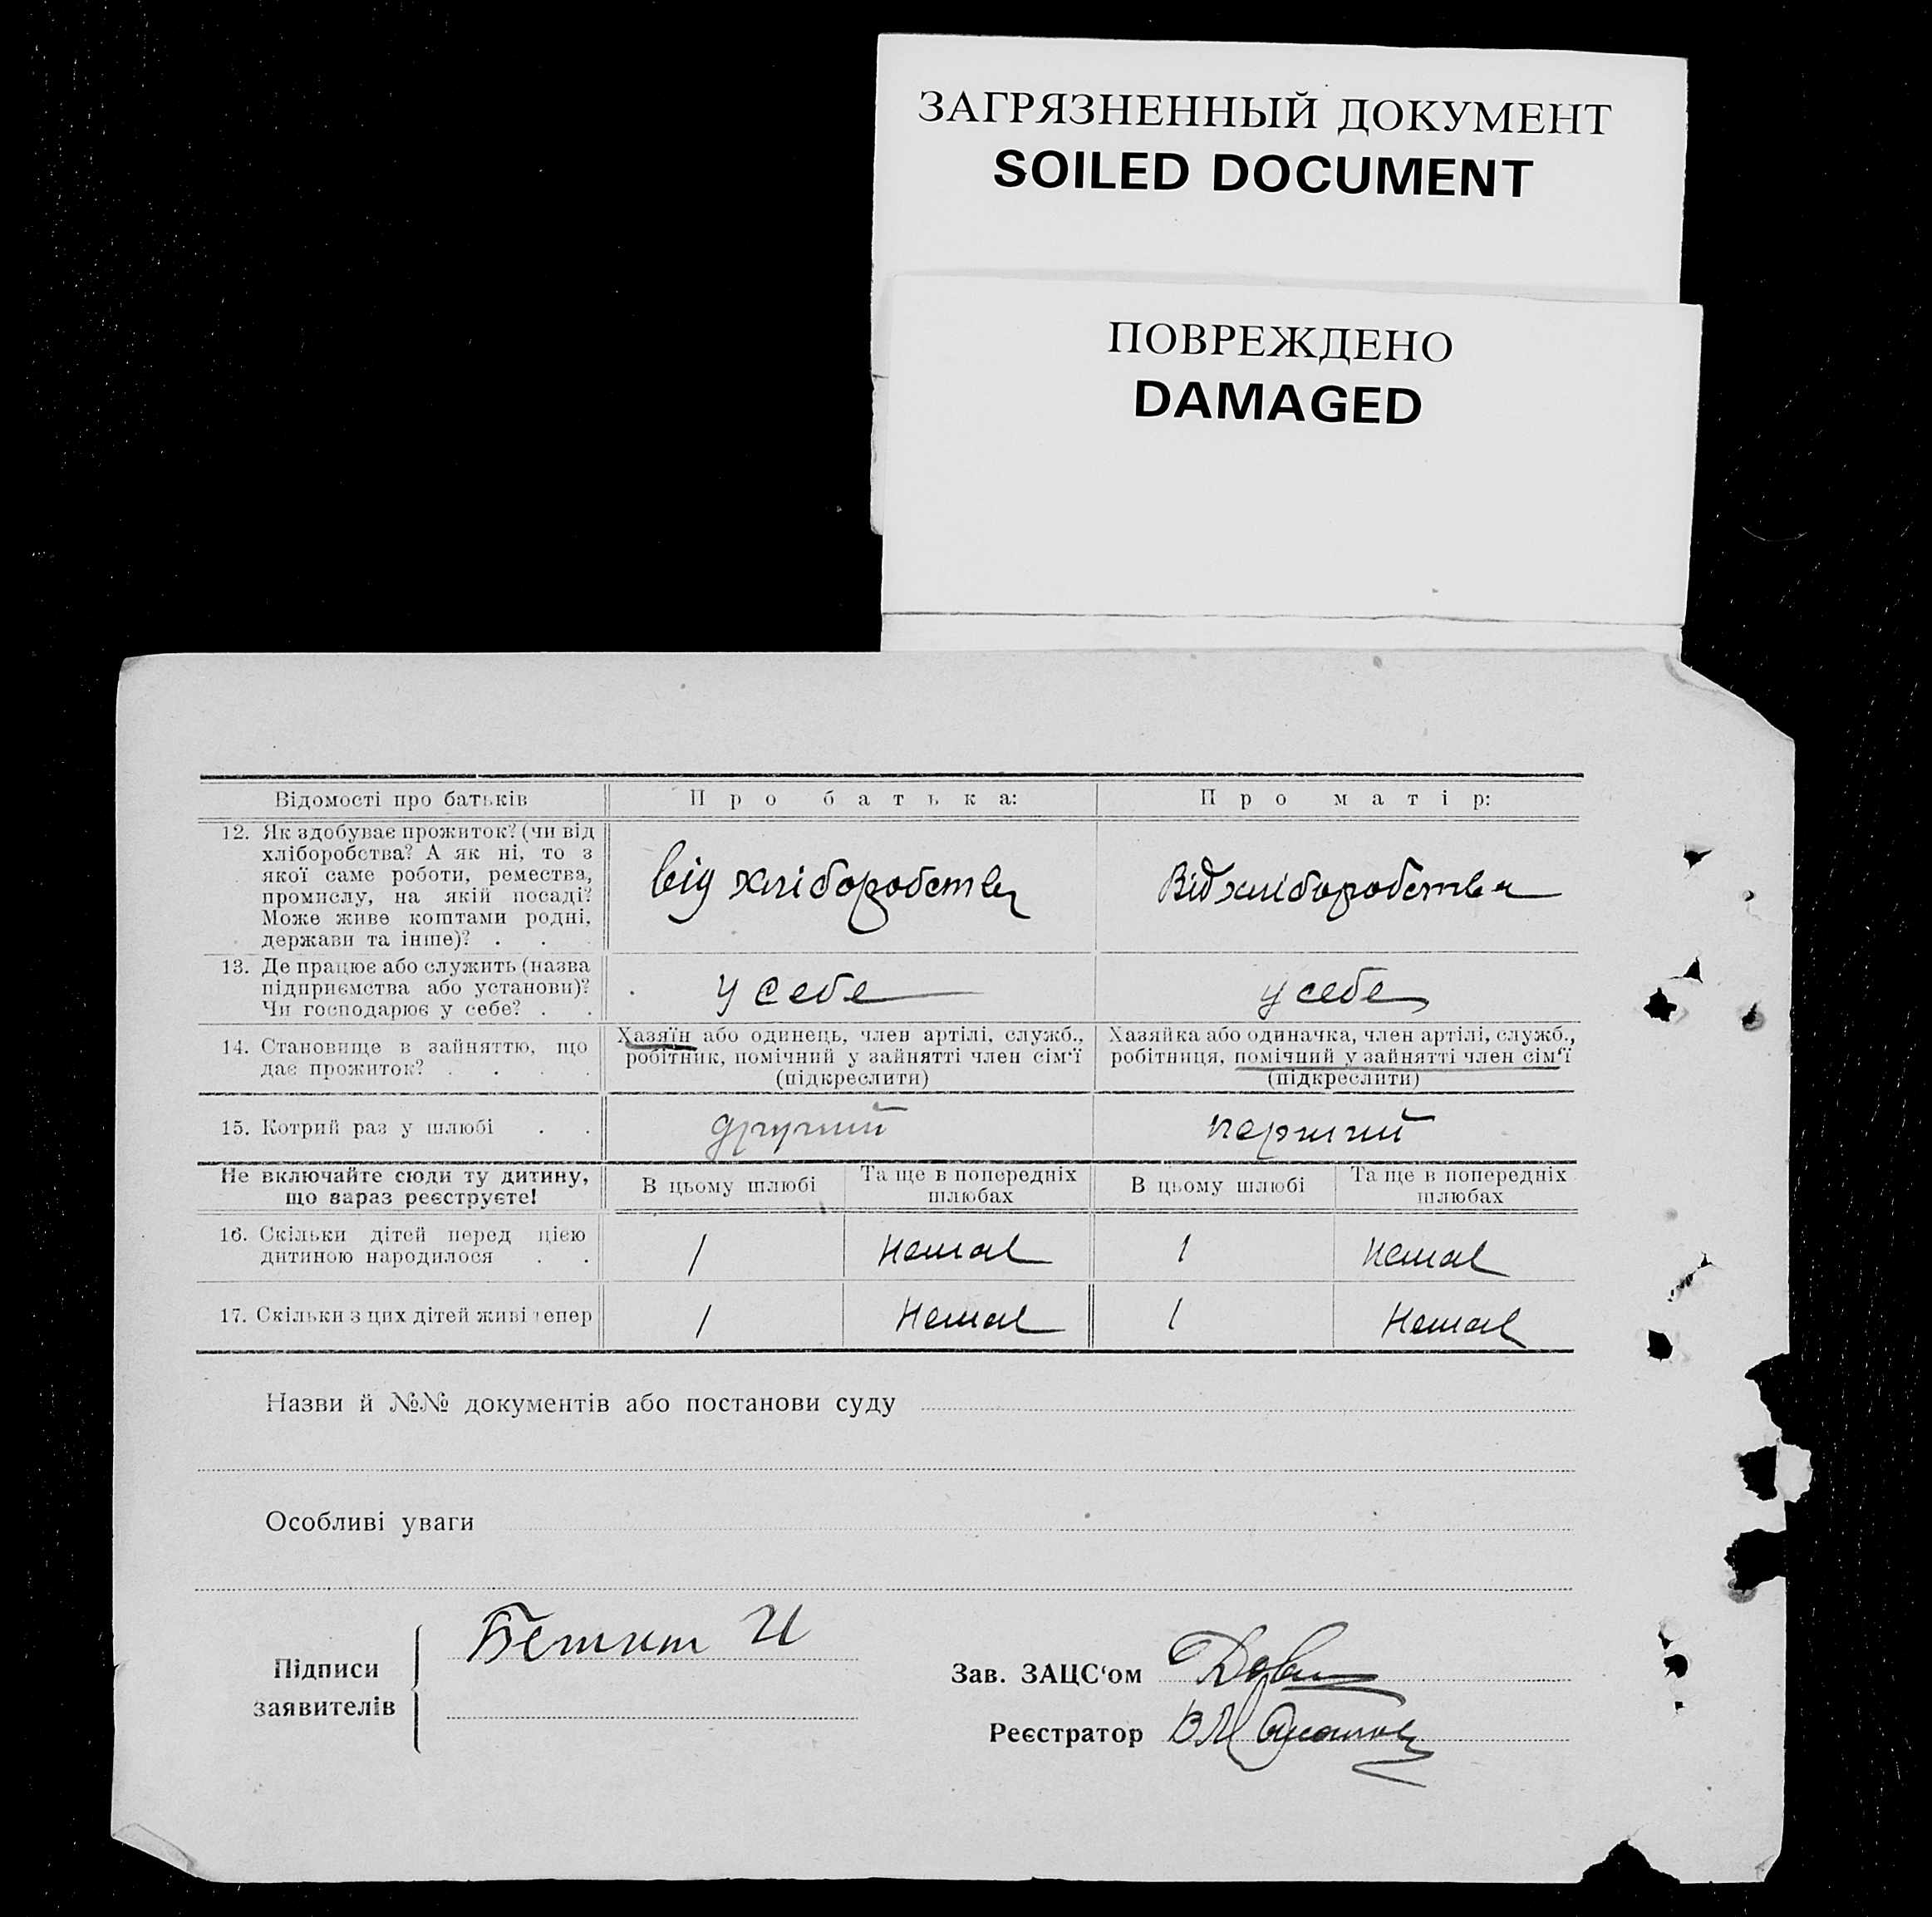 ЗАГРЯЗНЕННЫЙ ДОКУМЕНТ
SOILED DOCUMENT
ПОВРЕЖДЕНО
DAMAGED
Відомості про батьків
Про батька:
Про матір:
12. Як здобуває прожиток? (чи від
хліборобства? А як ні, то з
якої саме роботи, ремества,
промислу, на якій посаді?
Може живе коштами родні,
держави та інше)? . .
від хліборобства
Від хліборобства
13. Де працює або служить (назва
підприємства або установи)?
Чи господарює у себе? . .
у себе
у себе
14. Становище в зайняттю, що
дає прожиток? . . . .
Хазяїн або одинець, член артілі, служб.,
робітник, помічний у зайнятті член сім'ї
(підкреслити)
Хазяйка або одиначка, член артілі, служб.,
робітниця, помічний у зайнятті член сім'ї
(підкреслити)
15. Котрий раз у шлюбі . .
другий
перший
Не включайте сюди ту дитину,
що зараз реєструєте!
В цьому шлюбі
Та ще в попередніх
шлюбах
В цьому шлюбі
Та ще в попередніх
шлюбах
16. Скільки дітей перед цією
дитиною народилося . .
1
немає
1
немає
17. Скільки з цих дітей живі тепер
1
Немає
1
Немає
Назви й №№ документів або постанови суду
Особливі уваги
Підписи
заявителів
И
Зав. ЗАЦС'ом
Реєстратор